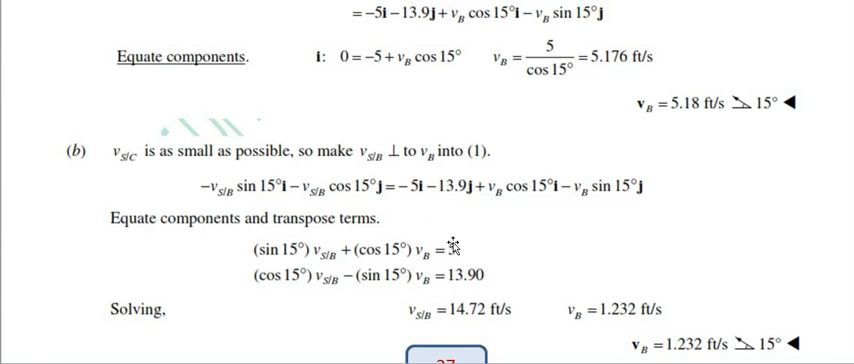 = −5i − 13.9j + v_B cos 15°i − v_B sin 15°j
Equate components. i: 0 = −5 + v_B cos 15° v_B = 5 / cos 15° = 5.176 ft/s
v_B = 5.18 ft/s 15° ◀
(b) v_S/C is as small as possible, so make v_S/B ⊥ to v_B into (1).
−v_S/B sin 15°i − v_S/B cos 15°j = − 5i − 13.9j + v_B cos 15°i − v_B sin 15°j
Equate components and transpose terms.
(sin 15°) v_S/B + (cos 15°) v_B =
(cos 15°) v_S/B − (sin 15°) v_B = 13.90
Solving, v_S/B = 14.72 ft/s v_B = 1.232 ft/s
v_B = 1.232 ft/s 15° ◀